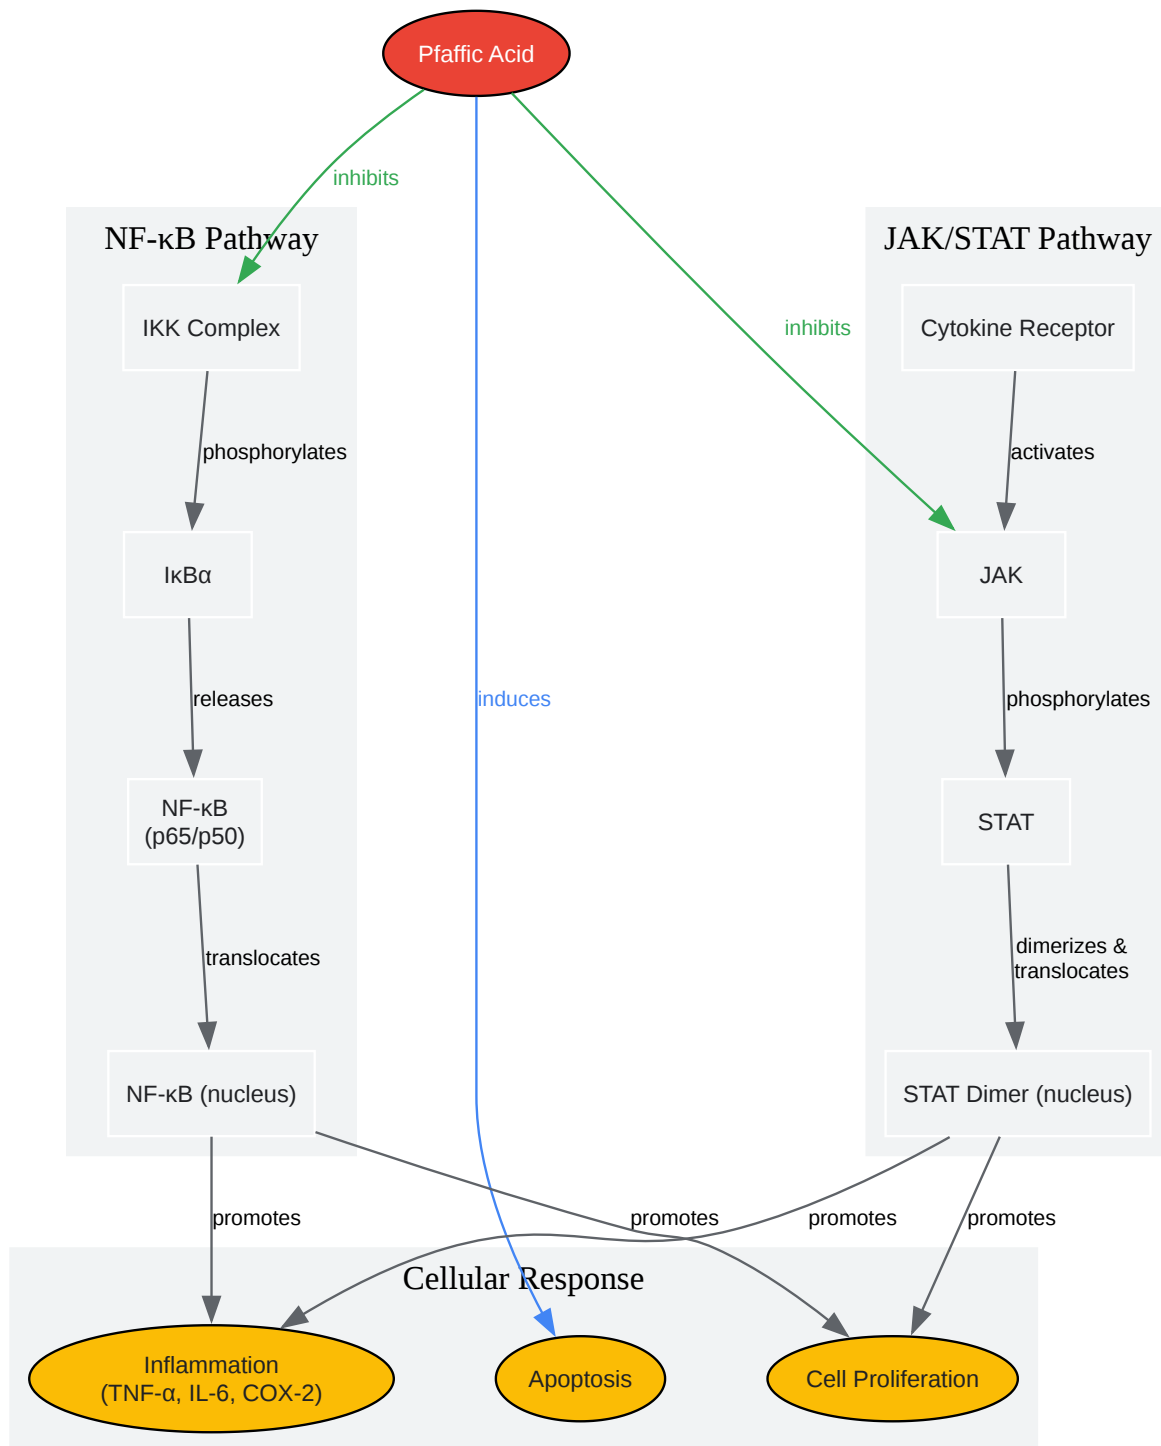 Pfaffic Acid
inhibits
NF-κB Pathway
JAK/STAT Pathway
IKK Complex
inhibits
Cytokine Receptor
phosphorylates
activates
IκBα
JAK
releases
induces
phosphorylates
NF-κB
(p65/p50)
STAT
translocates
dimerizes &
translocates
NF-κB (nucleus)
STAT Dimer (nucleus)
promotes
promotes
promotes
promotes
Cellular Response
Inflammation
(TNF-α, IL-6, COX-2)
Apoptosis
Cell Proliferation